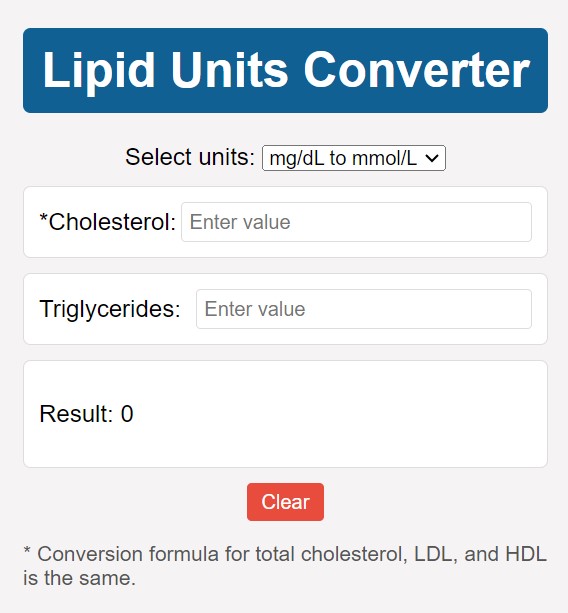 Lipid Units Converter
Select units: mg/dL to mmol/L
*Cholesterol: Enter value
Triglycerides: Enter value
Result: 0
Clear
* Conversion formula for total cholesterol, LDL, and HDL
is the same.